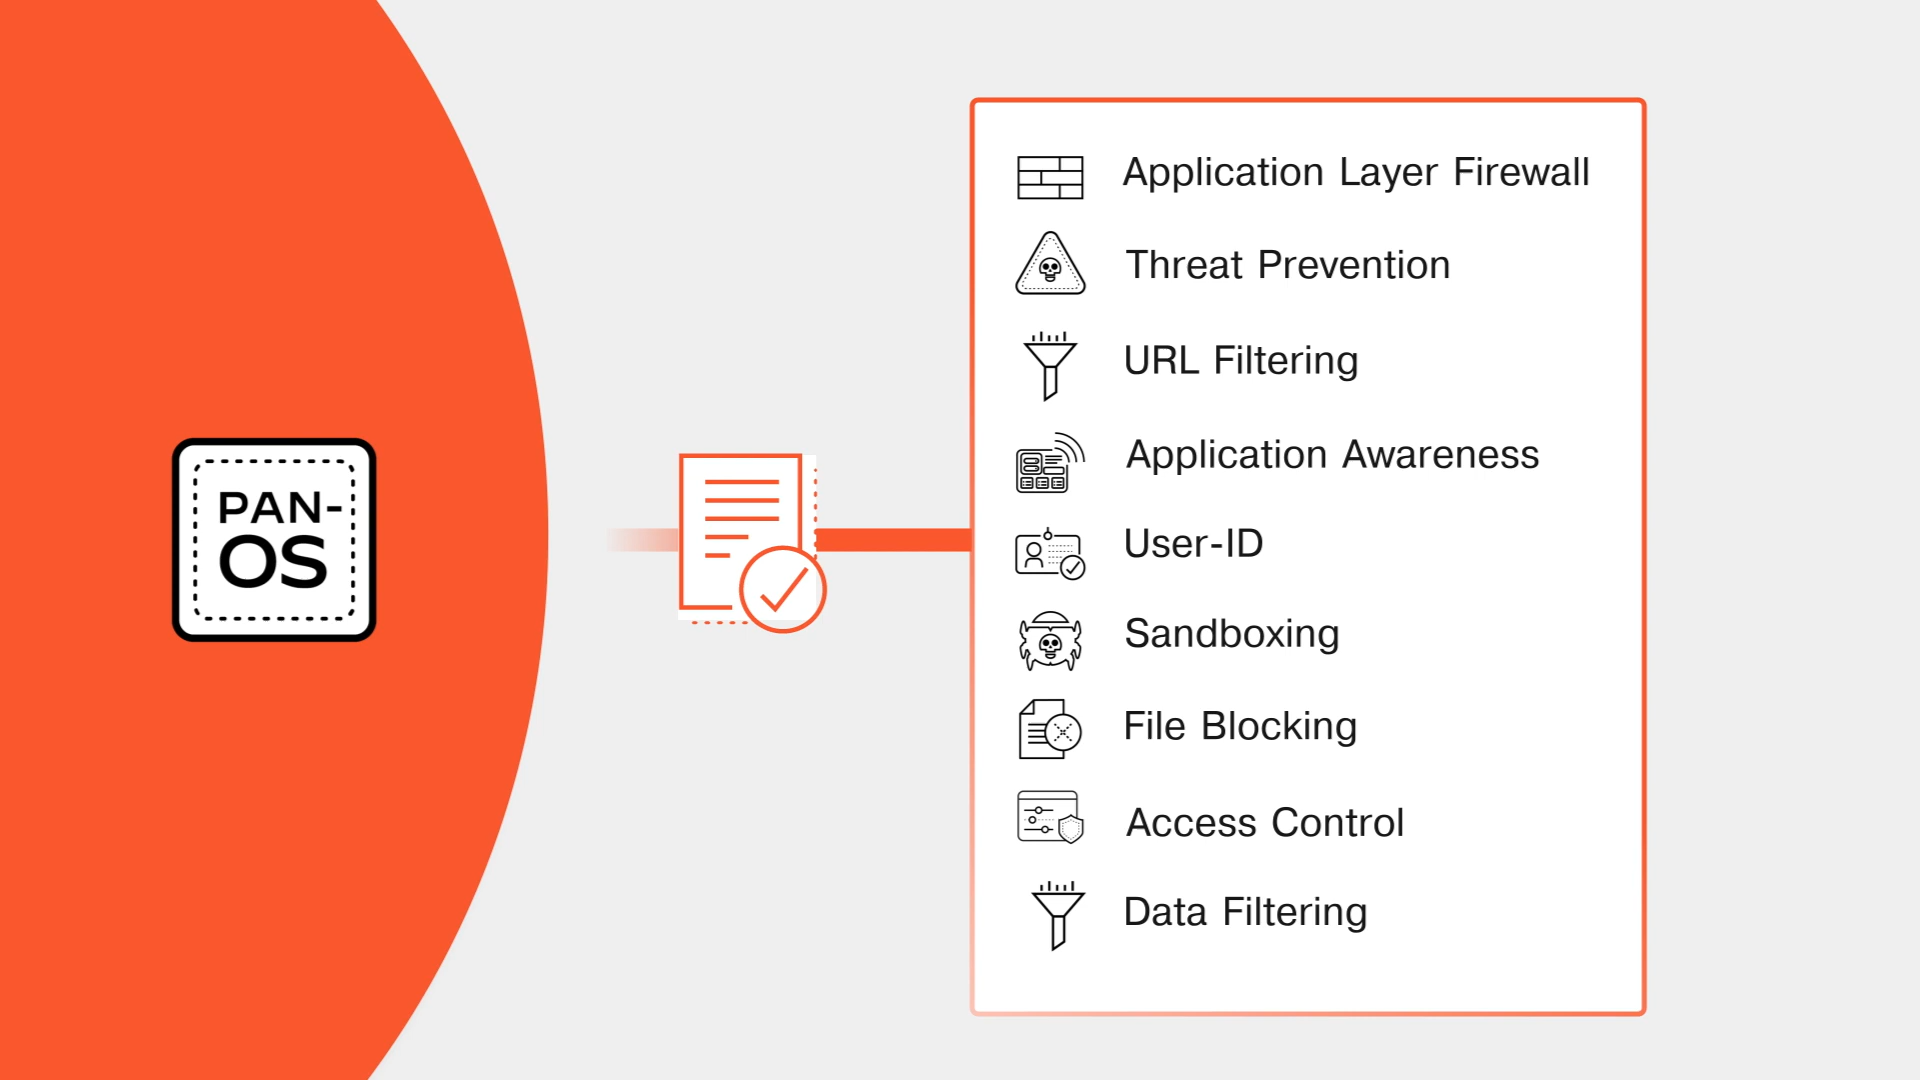 PAN-
OS
Application Layer Firewall
Threat Prevention
URL Filtering
Application Awareness
User-ID
Sandboxing
File Blocking
Access Control
Data Filtering